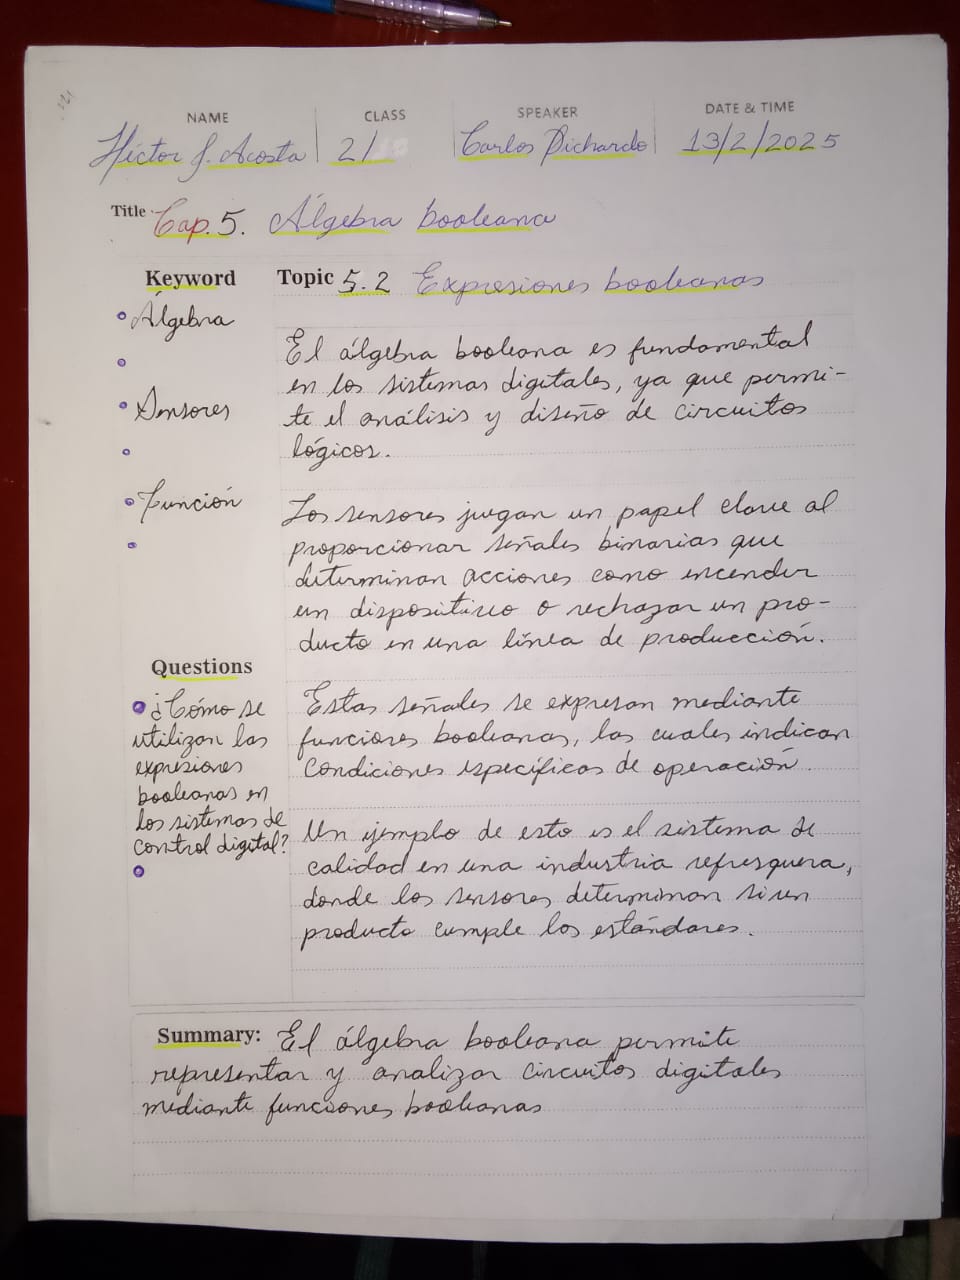 NAME CLASS SPEAKER DATE & TIME
Héctor J. Acosta 21 Carlos Pichardo 13/2/2025
Title Cap. 5. Álgebra booleana
Keyword
Álgebra
Sensores
Función
Questions
¿Cómo se
utilizan las
expresiones
booleanas en
los sistemas de
control digital?
Topic 5.2 Expresiones booleanas
El álgebra booleana es fundamental
en los sistemas digitales, ya que permi-
te el análisis y diseño de circuitos
lógicos.
Los sensores juegan un papel clave al
proporcionar señales binarias que
determinan acciones como encender
un dispositivo o rechazar un pro-
ducto en una línea de producción.
Estas señales se expresan mediante
funciones booleanas, las cuales indican
condiciones específicas de operación.
Un ejemplo de esto es el sistema de
calidad en una industria refresquera,
donde los sensores determinan si un
producto cumple los estándares.
Summary: El álgebra booleana permite
representar y analizar circuitos digitales
mediante funciones booleanas